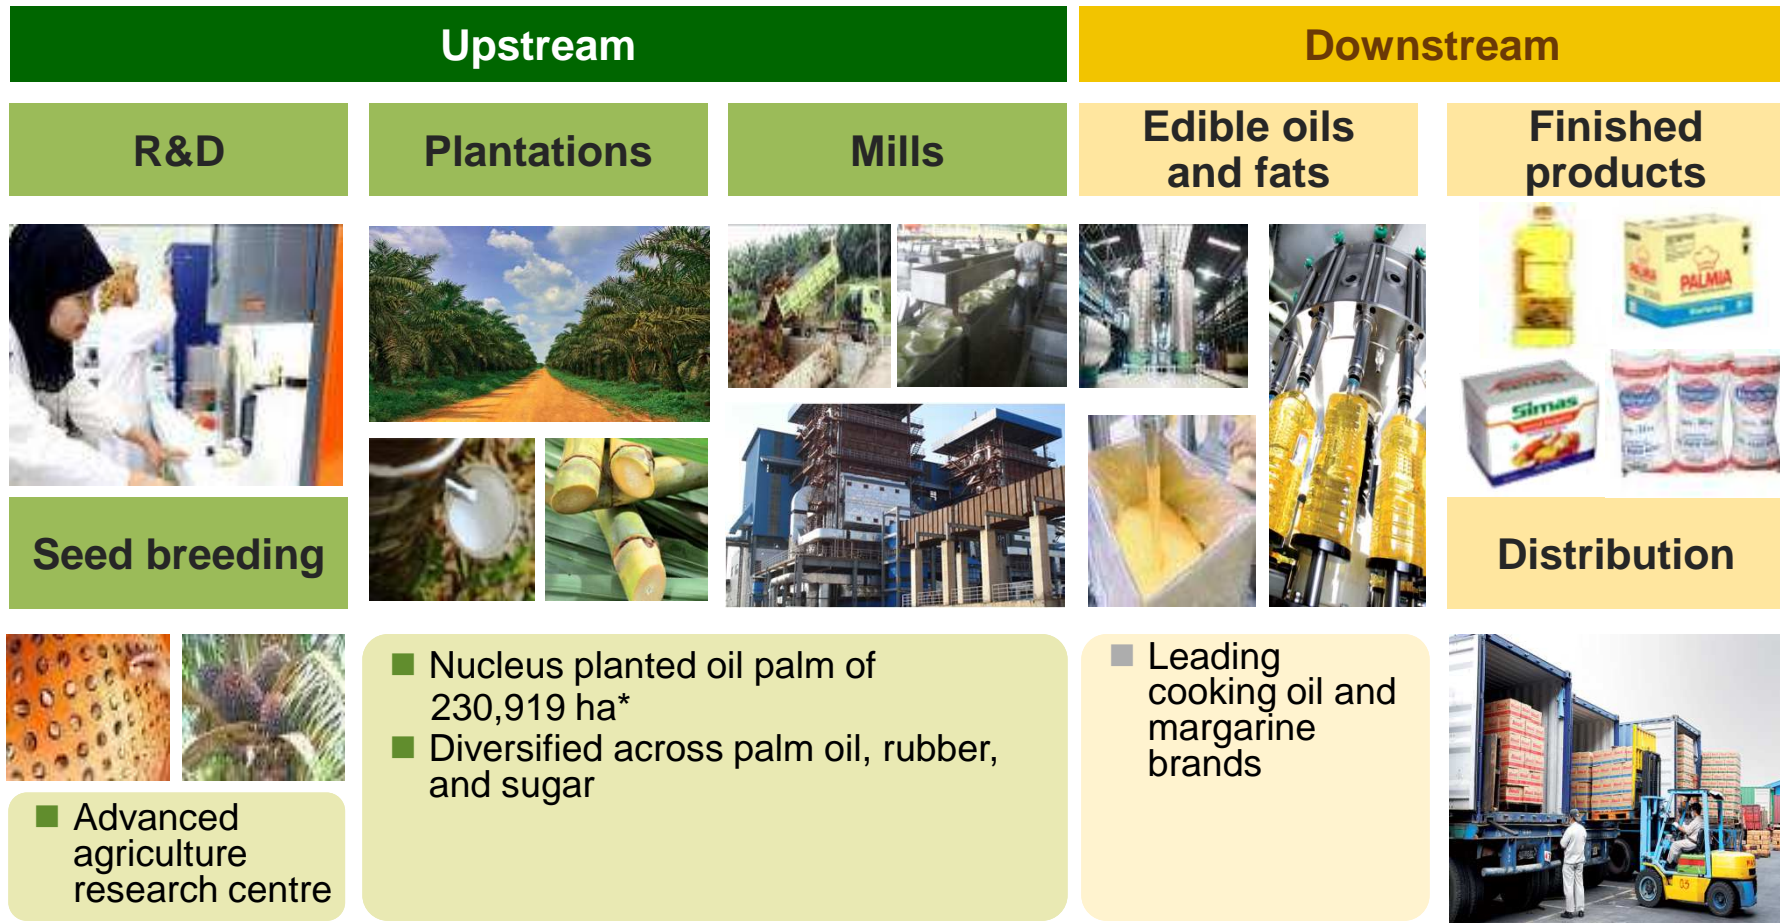 Upstream
Downstream
R&D
Plantations
Mills
Edible oils
and fats
Finished
products
PALMIA
Simas
Seed breeding
Distribution
■ Advanced
agriculture
research centre
■ Nucleus planted oil palm of
230,919 ha*
■ Diversified across palm oil, rubber,
and sugar
■ Leading
cooking oil and
margarine
brands